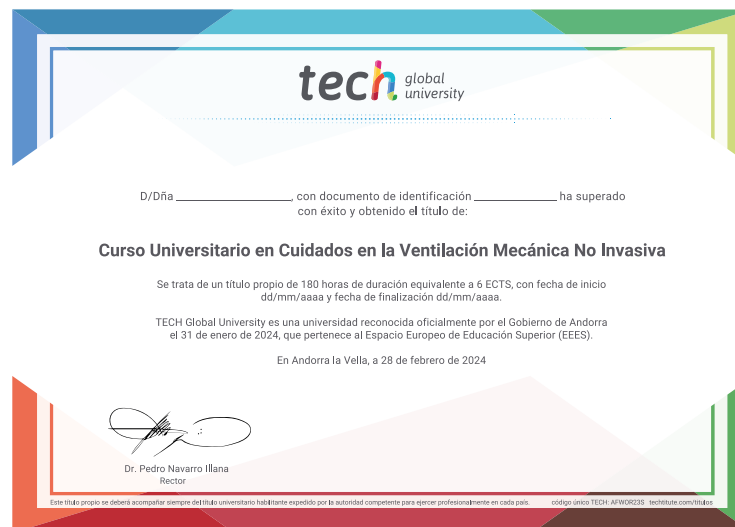 tech global university
D/Dña ____________________, con documento de identificación ______________ ha superado
con éxito y obtenido el título de:
Curso Universitario en Cuidados en la Ventilación Mecánica No Invasiva
Se trata de un título propio de 180 horas de duración equivalente a 6 ECTS, con fecha de inicio
dd/mm/aaaa y fecha de finalización dd/mm/aaaa.
TECH Global University es una universidad reconocida oficialmente por el Gobierno de Andorra
el 31 de enero de 2024, que pertenece al Espacio Europeo de Educación Superior (EEES).
En Andorra la Vella, a 28 de febrero de 2024
Dr. Pedro Navarro Illana
Rector
Este título propio se deberá acompañar siempre del título universitario habilitante expedido por la autoridad competente para ejercer profesionalmente en cada país. código único TECH: AFWOR23S techtitute.com/titulos